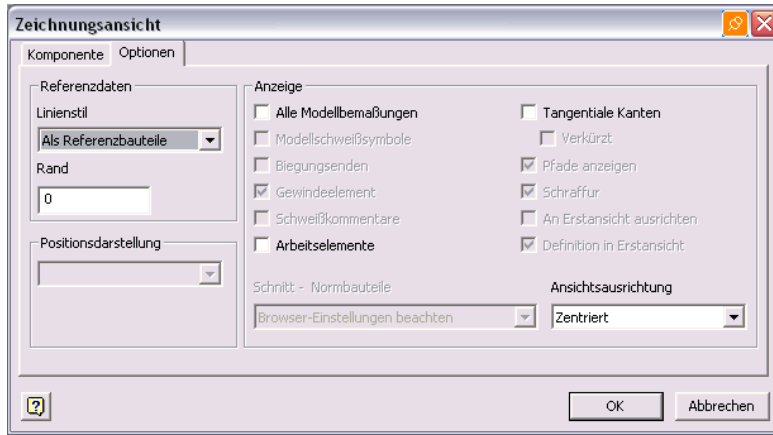 Zeichnungsansicht
Komponente
Optionen
Referenzdaten
Linienstil
Als Referenzbauteile
Rand
0
Positionsdarstellung
Anzeige
Alle Modellbemaßungen
Modellschweißsymbole
Biegungsenden
Gewindeelement
Schweißkommentare
Arbeitselemente
Tangentiale Kanten
Verkürzt
Pfade anzeigen
Schraffur
An Erstansicht ausrichten
Definition in Erstansicht
Schnitt - Normbauteile
Browser-Einstellungen beachten
Ansichtsausrichtung
Zentriert
?
OK
Abbrechen